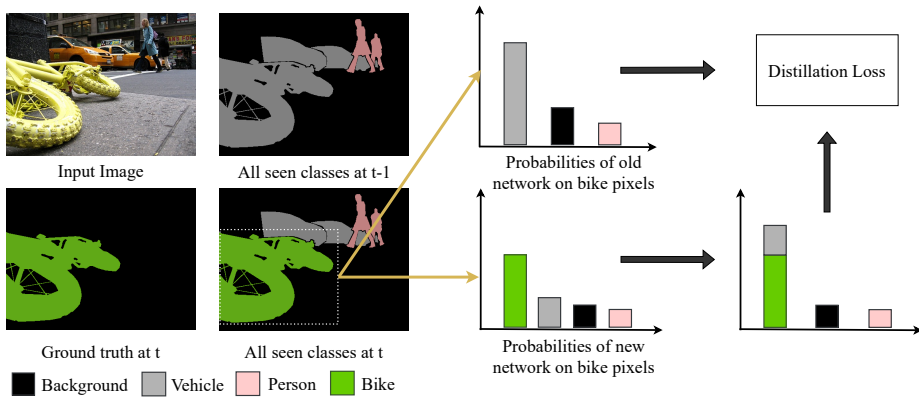 Input Image
All seen classes at t-1
Probabilities of old
network on bike pixels
Distillation Loss
Ground truth at t
All seen classes at t
Probabilities of new
network on bike pixels
Background
Vehicle
Person
Bike